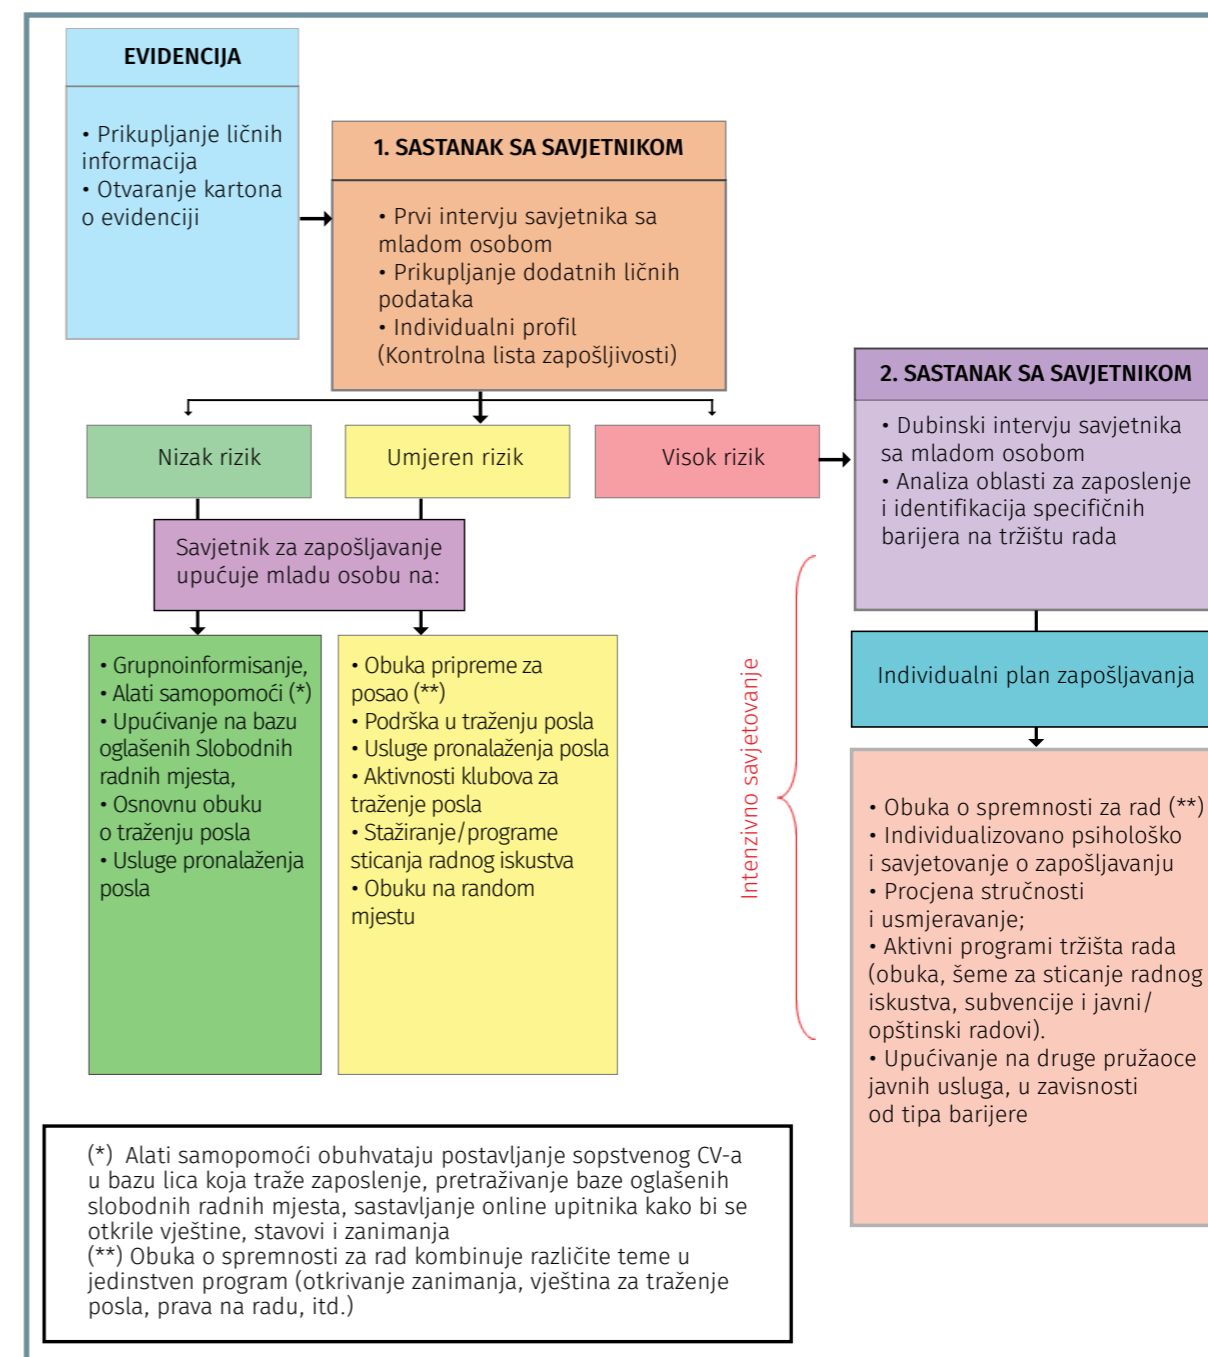 EVIDENCIJA
• Prikupljanje ličnih
informacija
• Otvaranje kartona
o evidenciji
1. SASTANAK SA SAVJETNIKOM
• Prvi intervju savjetnika sa
mladom osobom
• Prikupljanje dodatnih ličnih
podataka
• Individualni profil
(Kontrolna lista zapošljivosti)
Nizak rizik
Umjeren rizik
Visok rizik
2. SASTANAK SA SAVJETNIKOM
• Dubinski intervju savjetnika
sa mladom osobom
• Analiza oblasti za zaposlenje
i identifikacija specifičnih
barijera na tržištu rada
Savjetnik za zapošljavanje
upućuje mladu osobu na:
• Grupnoinformisanje,
• Alati samopomoći (*)
• Upućivanje na bazu
oglašenih Slobodnih
radnih mjesta,
• Osnovnu obuku
o traženju posla
• Usluge pronalaženja
posla
• Obuka pripreme za
posao (**)
• Podrška u traženju posla
• Usluge pronalaženja posla
• Aktivnosti klubova za
traženje posla
• Stažiranje/programe
sticanja radnog iskustva
• Obuku na random
mjestu
Intenzivno savjetovanje
Individualni plan zapošljavanja
• Obuka o spremnosti za rad (**)
• Individualizovano psihološko
i savjetovanje o zapošljavanju
• Procjena stručnosti
i usmjeravanje;
• Aktivni programi tržišta rada
(obuka, šeme za sticanje radnog
iskustva, subvencije i javni/
opštinski radovi).
• Upućivanje na druge pružaoce
javnih usluga, u zavisnosti
od tipa barijere
(*) Alati samopomoći obuhvataju postavljanje sopstvenog CV-a
u bazu lica koja traže zaposlenje, pretraživanje baze oglašenih
slobodnih radnih mjesta, sastavljanje online upitnika kako bi se
otkrile vještine, stavovi i zanimanja
(**) Obuka o spremnosti za rad kombinuje različite teme u
jedinstven program (otkrivanje zanimanja, vještina za traženje
posla, prava na radu, itd.)